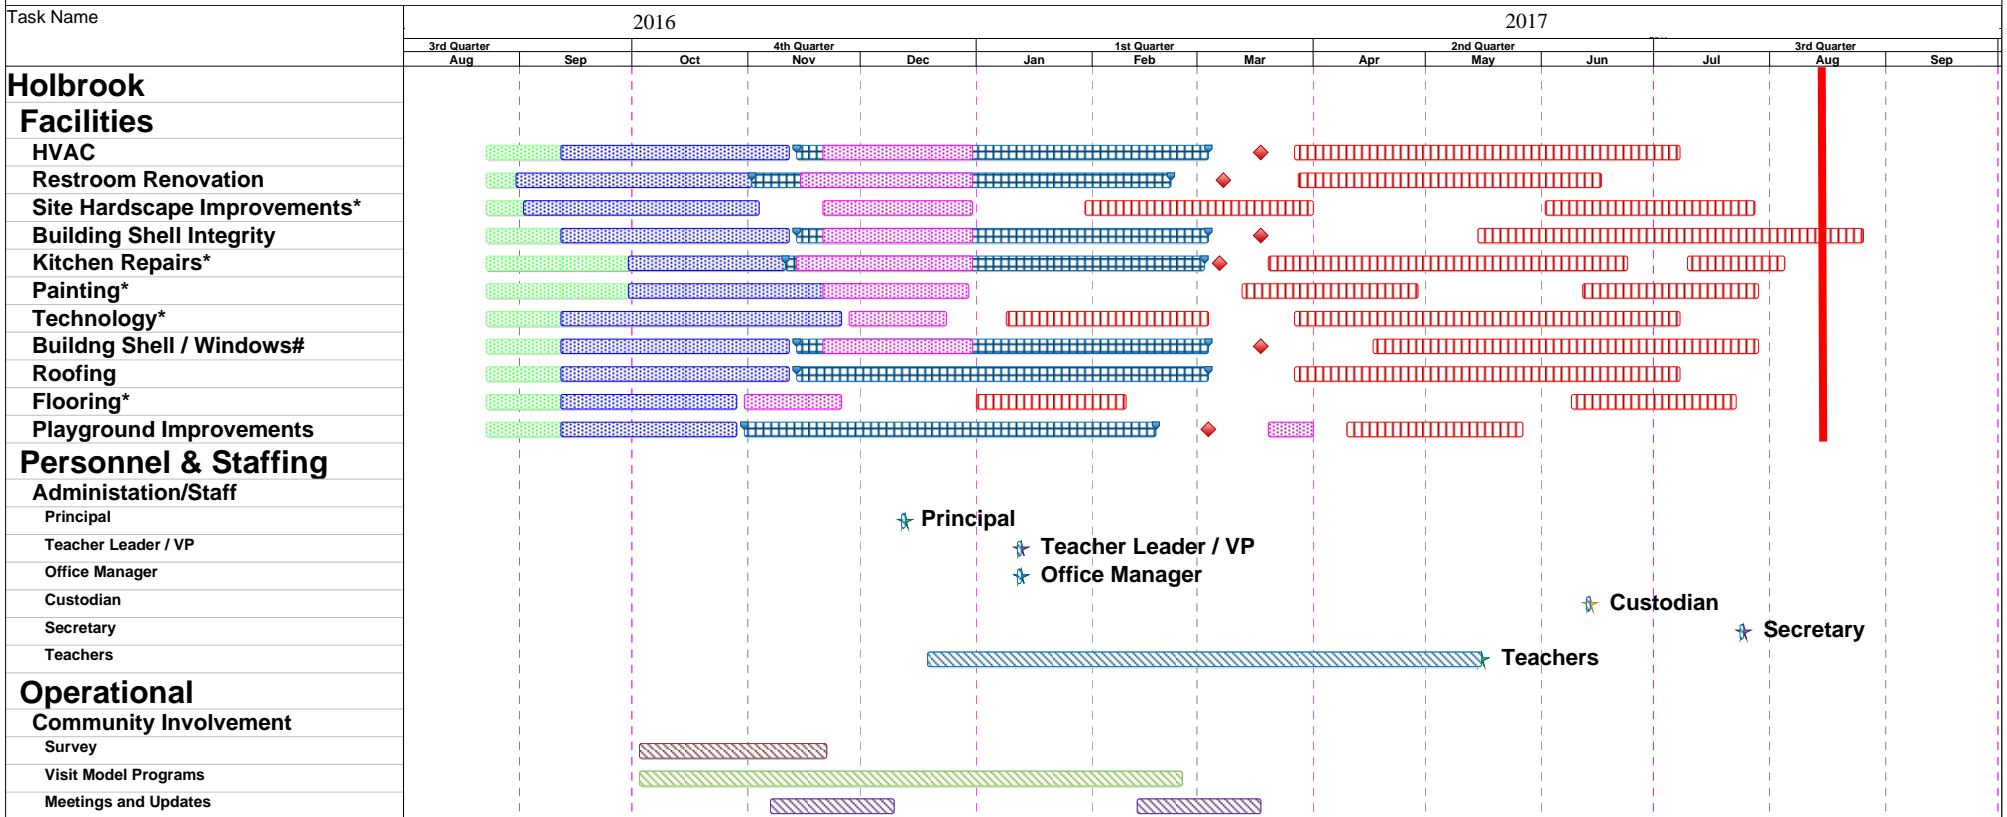 Task Name
2016 2017
3rd Quarter 4th Quarter 1st Quarter 2nd Quarter 3rd Quarter
Aug Sep Oct Nov Dec Jan Feb Mar Apr May Jun Jul Aug Sep
Holbrook
Facilities
HVAC
Restroom Renovation
Site Hardscape Improvements*
Building Shell Integrity
Kitchen Repairs*
Painting*
Technology*
Buildng Shell / Windows#
Roofing
Flooring*
Playground Improvements
Personnel & Staffing
Administation/Staff
Principal Principal
Teacher Leader / VP Teacher Leader / VP
Office Manager Office Manager
Custodian Custodian
Secretary Secretary
Teachers Teachers
Operational
Community Involvement
Survey
Visit Model Programs
Meetings and Updates